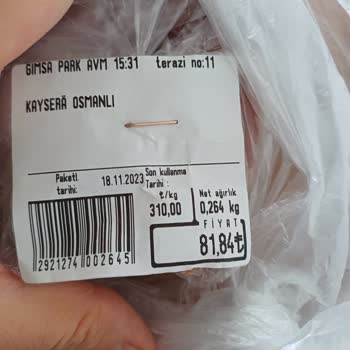 GIMSA PARK AVM 15:31 terazi no:11
KAYSERÄ OSMANLI
Paketl. tarihi: 18.11.2023 Son kullanma Tarihi :
₺/kg Net ağırlık
310,00 0,264 kg
FİYAT
81,84₺
2921274 002645